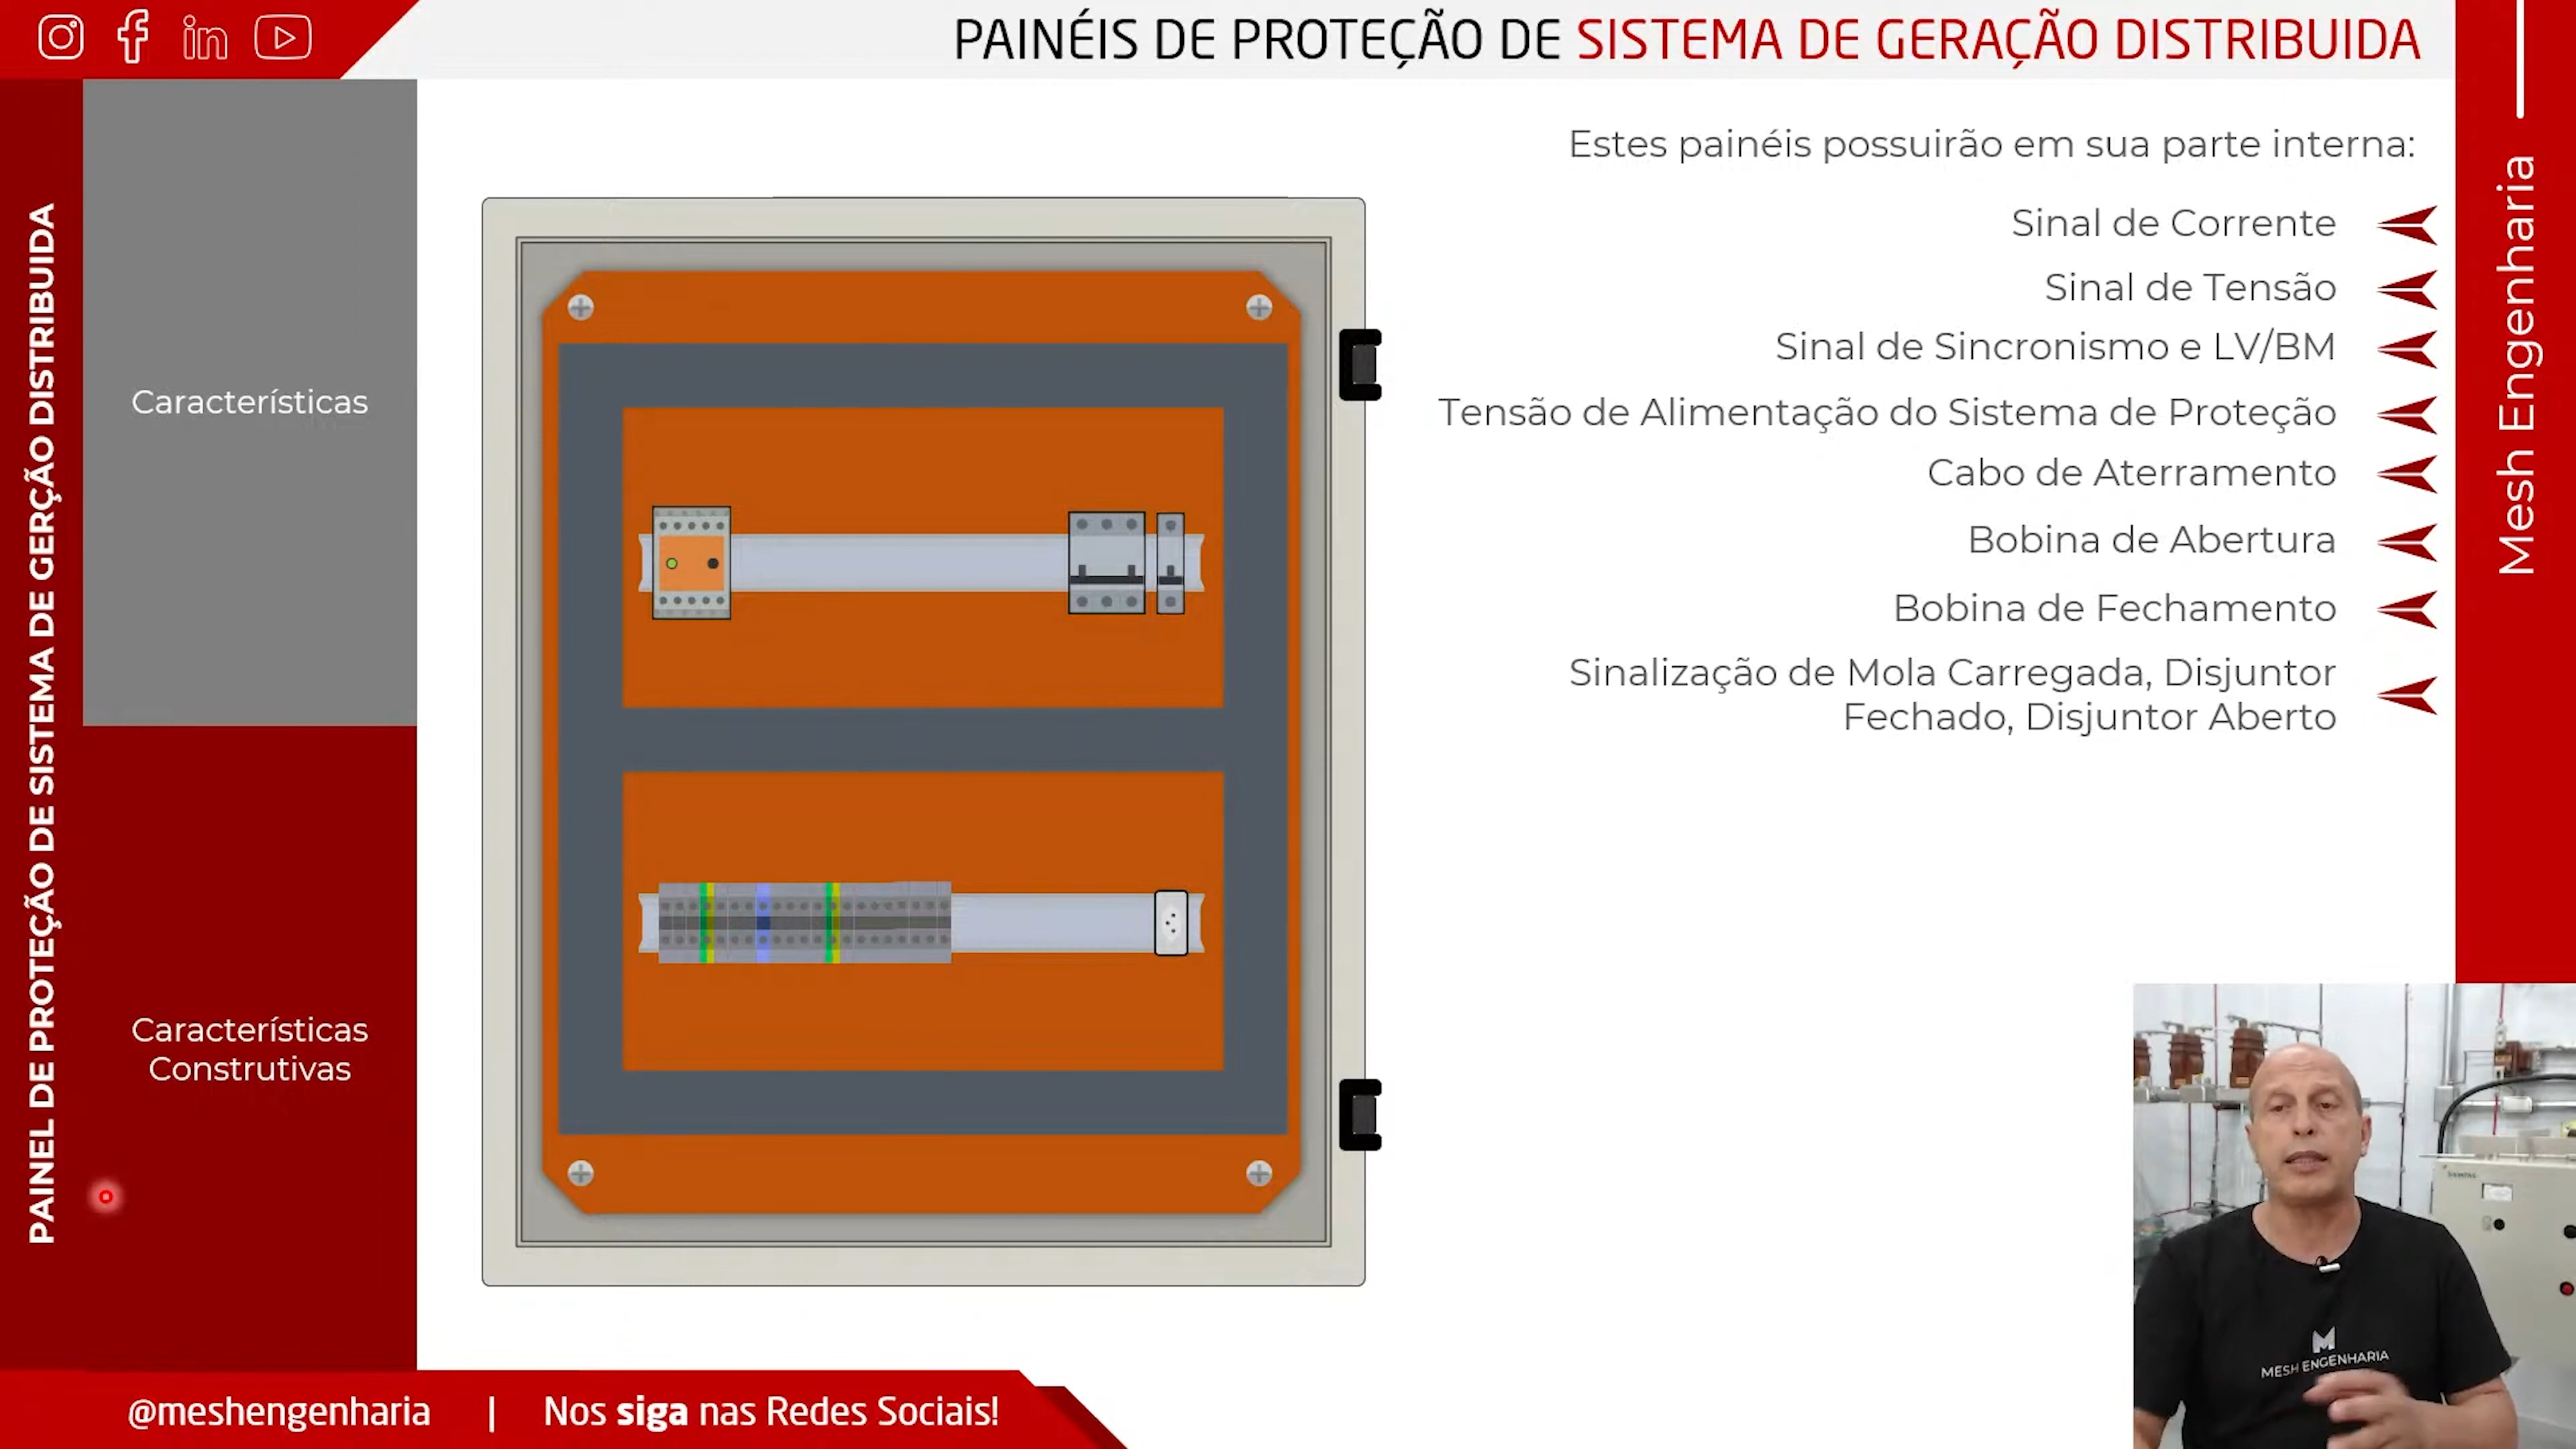 PAINÉIS DE PROTEÇÃO DE SISTEMA DE GERAÇÃO DISTRIBUIDA
PAINEL DE PROTEÇÃO DE SISTEMA DE GERÇÃO DISTRIBUIDA
Características
Características
Construtivas
Estes painéis possuirão em sua parte interna:
Sinal de Corrente
Sinal de Tensão
Sinal de Sincronismo e LV/BM
Tensão de Alimentação do Sistema de Proteção
Cabo de Aterramento
Bobina de Abertura
Bobina de Fechamento
Sinalização de Mola Carregada, Disjuntor
Fechado, Disjuntor Aberto
Mesh Engenharia
MESH ENGENHARIA
@meshengenharia | Nos siga nas Redes Sociais!